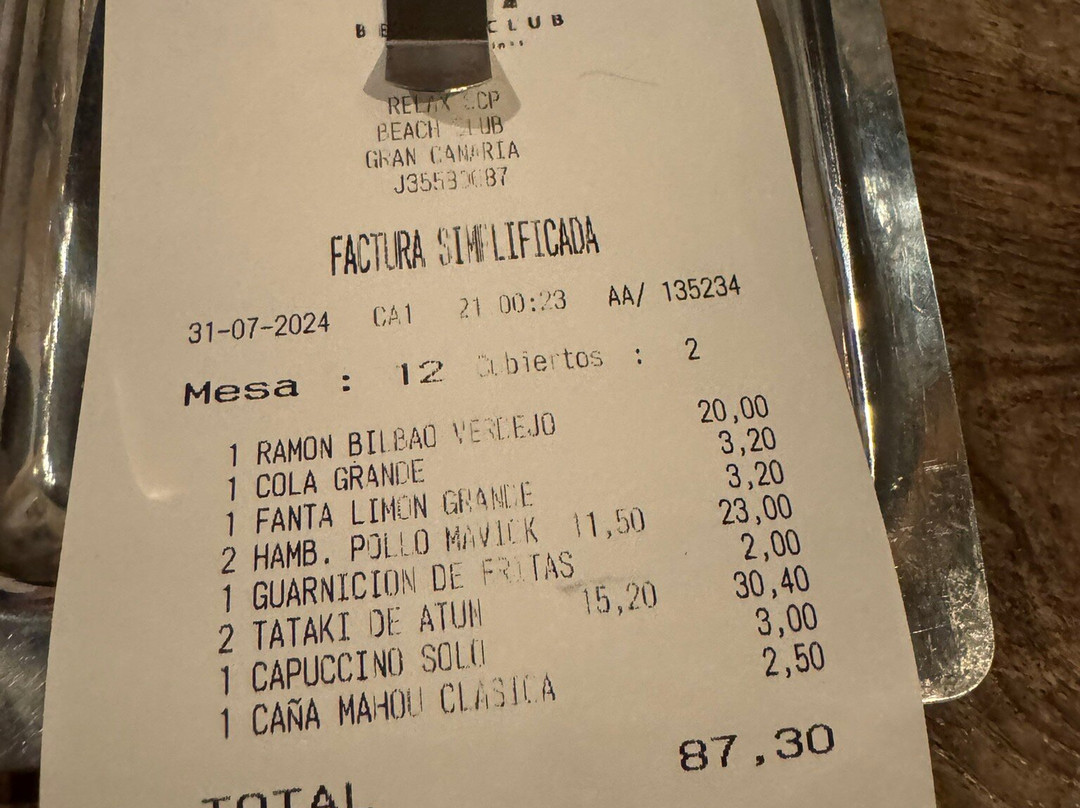 CLUB
RELAX
BEACH CLUB
GRAN CANARIA
FACTURA SIMPLIFICADA
31-07-2024 CA1 21 00:23 AA/ 135234
Mesa : 12 Cubiertos : 2
1 RAMON BILBAO VERDEJO 20,00
1 COLA GRANDE 3,20
1 FANTA LIMON GRANDE 3,20
2 HAMB. POLLO MAVICK 11,50 23,00
1 GUARNICION DE FRITAS 2,00
2 TATAKI DE ATUN 15,20 30,40
1 CAPUCCINO SOLO 3,00
1 CAÑA MAHOU CLASICA 2,50
87,30
TOTAL